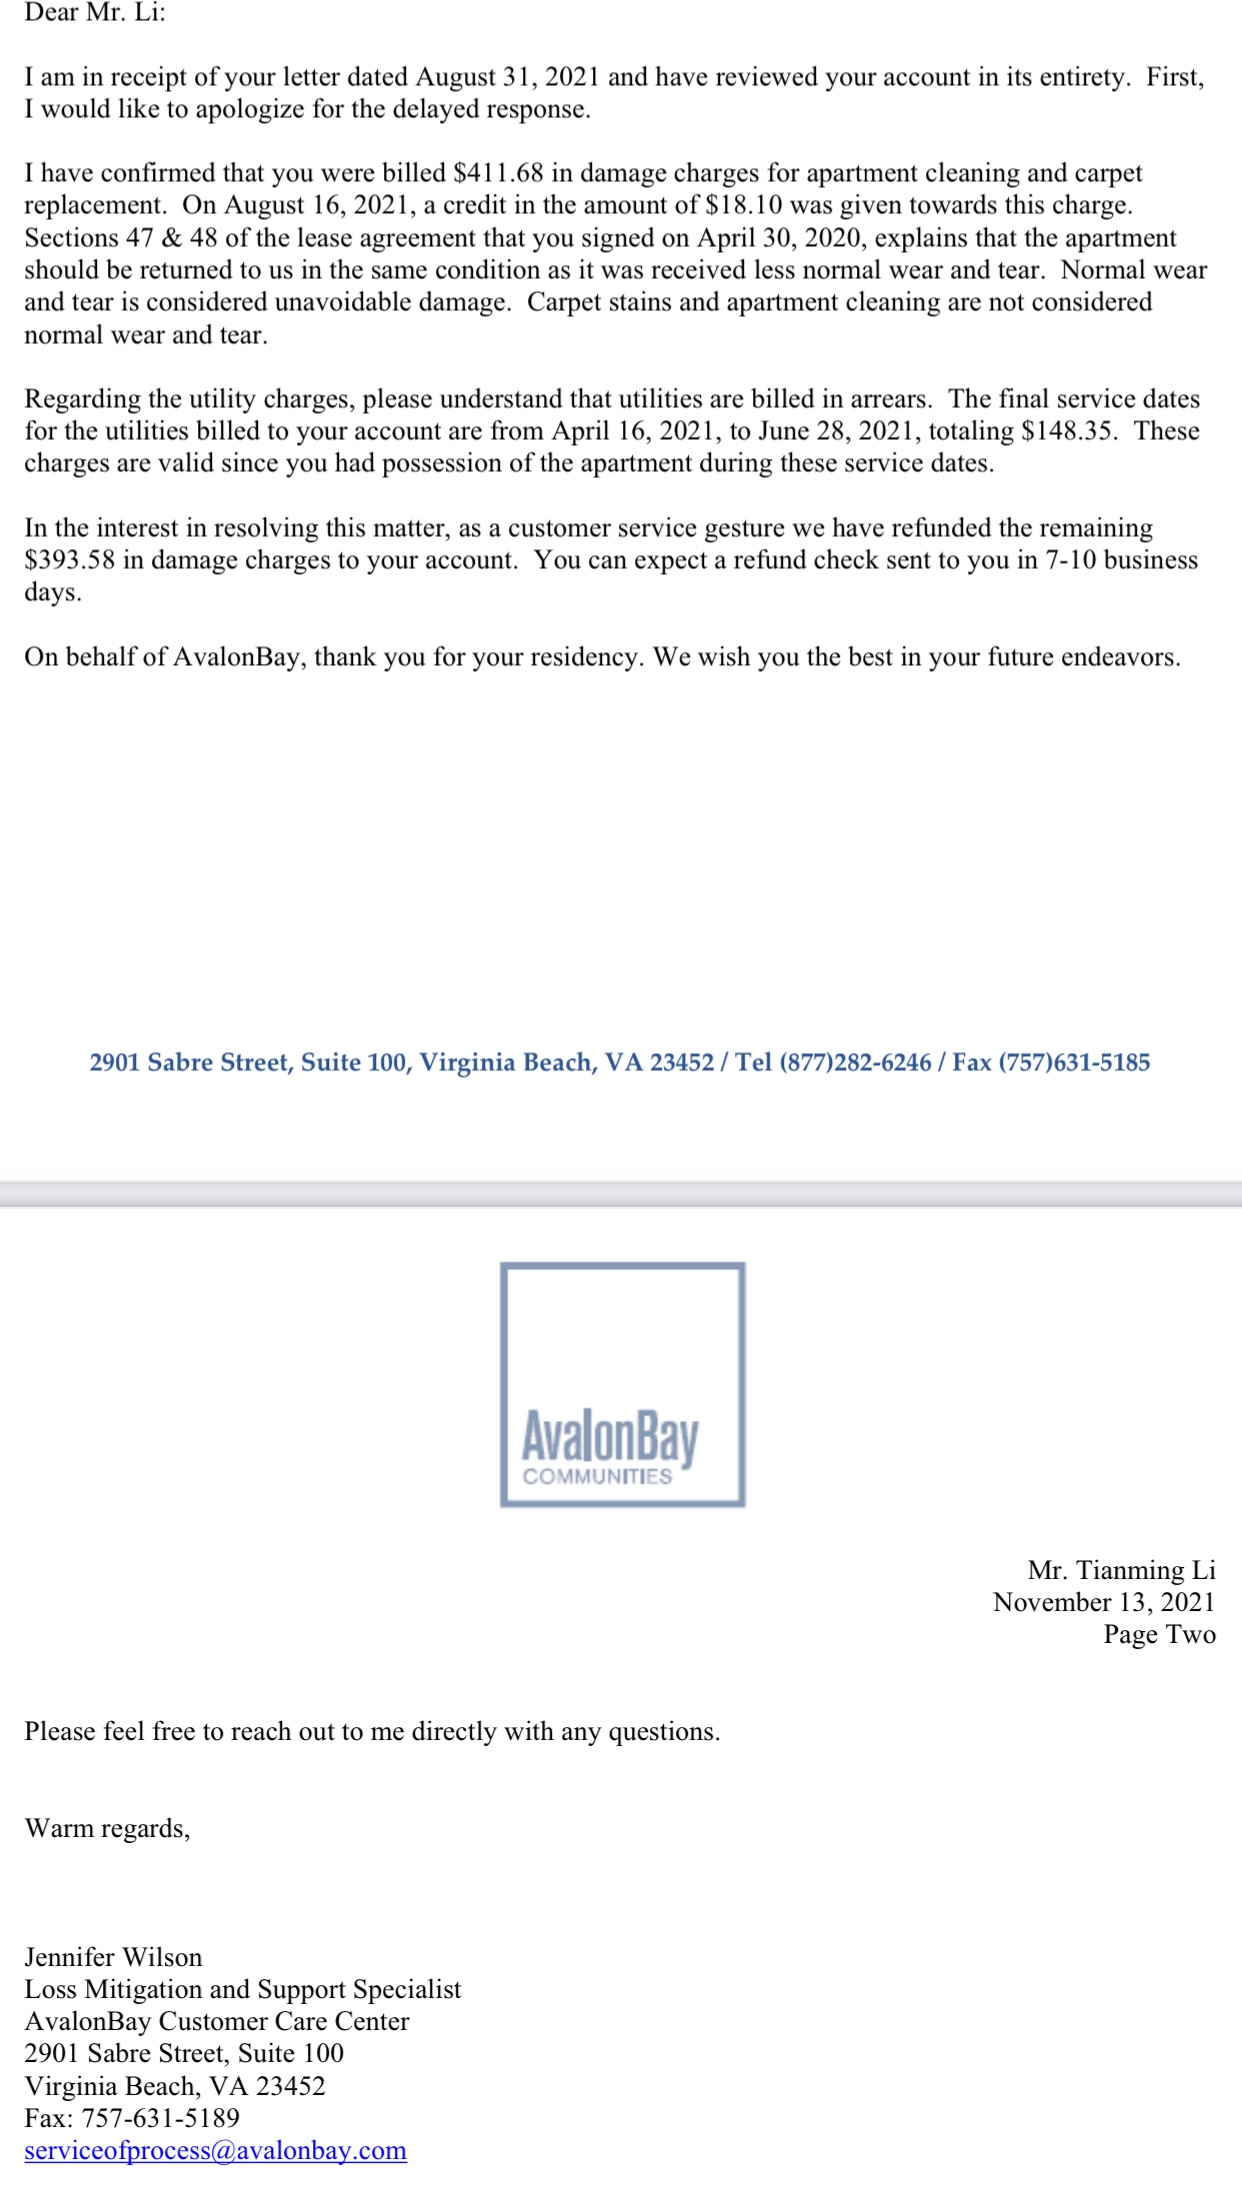 Dear Mr. Li:
I am in receipt of your letter dated August 31, 2021 and have reviewed your account in its entirety.  First,
I would like to apologize for the delayed response.
I have confirmed that you were billed $411.68 in damage charges for apartment cleaning and carpet
replacement.  On August 16, 2021, a credit in the amount of $18.10 was given towards this charge.
Sections 47 & 48 of the lease agreement that you signed on April 30, 2020, explains that the apartment
should be returned to us in the same condition as it was received less normal wear and tear.  Normal wear
and tear is considered unavoidable damage.  Carpet stains and apartment cleaning are not considered
normal wear and tear.
Regarding the utility charges, please understand that utilities are billed in arrears.  The final service dates
for the utilities billed to your account are from April 16, 2021, to June 28, 2021, totaling $148.35.  These
charges are valid since you had possession of the apartment during these service dates.
In the interest in resolving this matter, as a customer service gesture we have refunded the remaining
$393.58 in damage charges to your account.  You can expect a refund check sent to you in 7-10 business
days.
On behalf of AvalonBay, thank you for your residency. We wish you the best in your future endeavors.
2901 Sabre Street, Suite 100, Virginia Beach, VA 23452 / Tel (877)282-6246 / Fax (757)631-5185
AvalonBay
COMMUNITIES
Mr. Tianming Li
November 13, 2021
Page Two
Please feel free to reach out to me directly with any questions.
Warm regards,
Jennifer Wilson
Loss Mitigation and Support Specialist
AvalonBay Customer Care Center
2901 Sabre Street, Suite 100
Virginia Beach, VA 23452
Fax: 757-631-5189
serviceofprocess@avalonbay.com